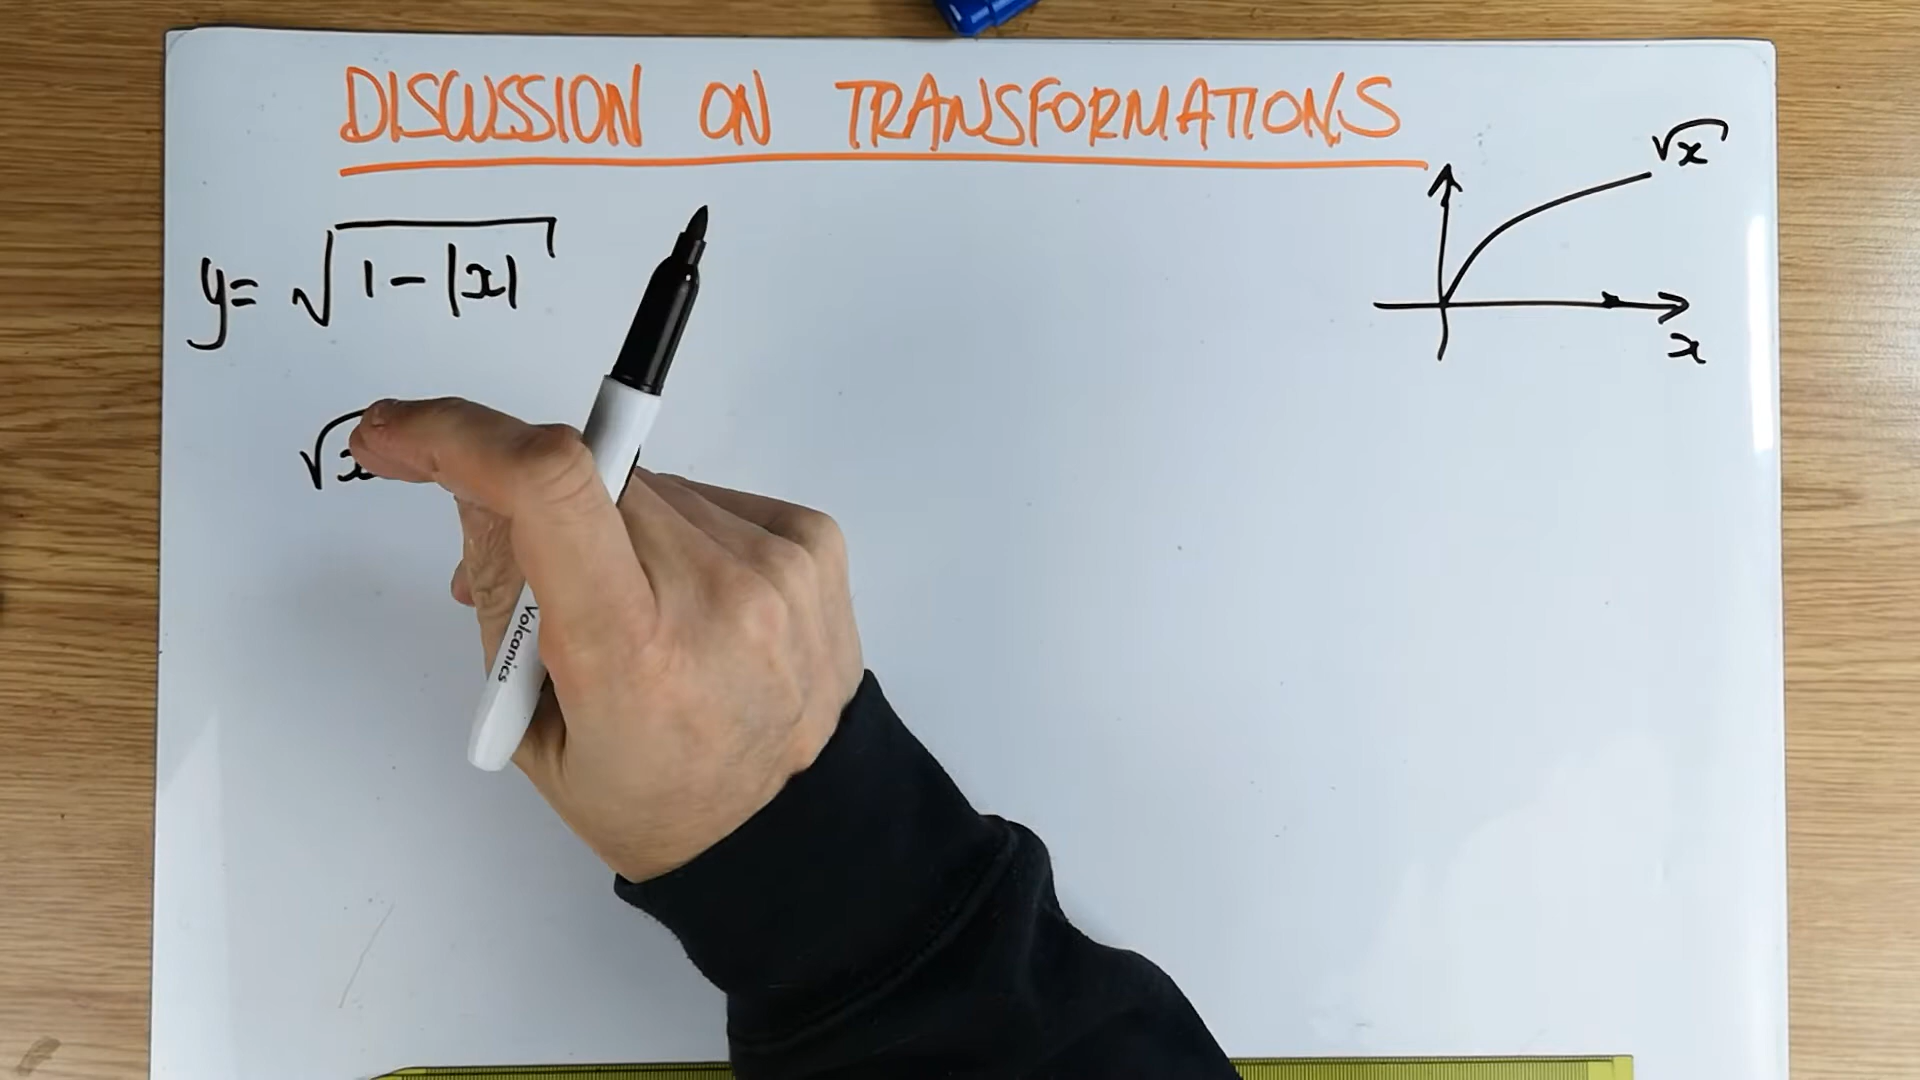 DISCUSSION ON TRANSFORMATIONS
√x
y = √(1 - |x|)
x
√x
Volcanics